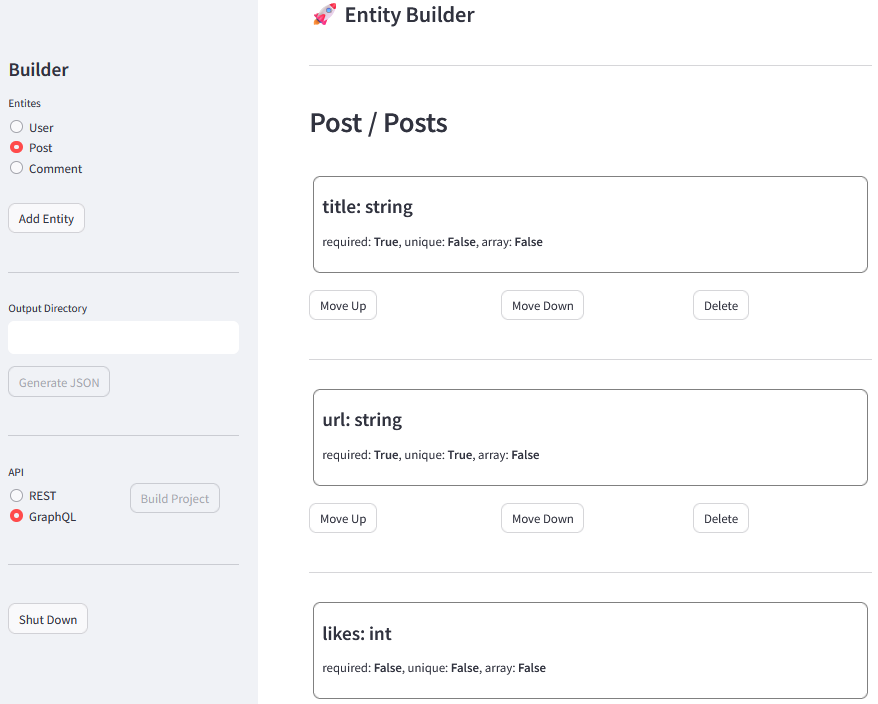 Builder
Entites
User
Post
Comment
Add Entity
Output Directory
Generate JSON
API
REST
GraphQL
Build Project
Shut Down
🚀 Entity Builder
Post / Posts
title: string
required: True, unique: False, array: False
Move Up
Move Down
Delete
url: string
required: True, unique: True, array: False
Move Up
Move Down
Delete
likes: int
required: False, unique: False, array: False